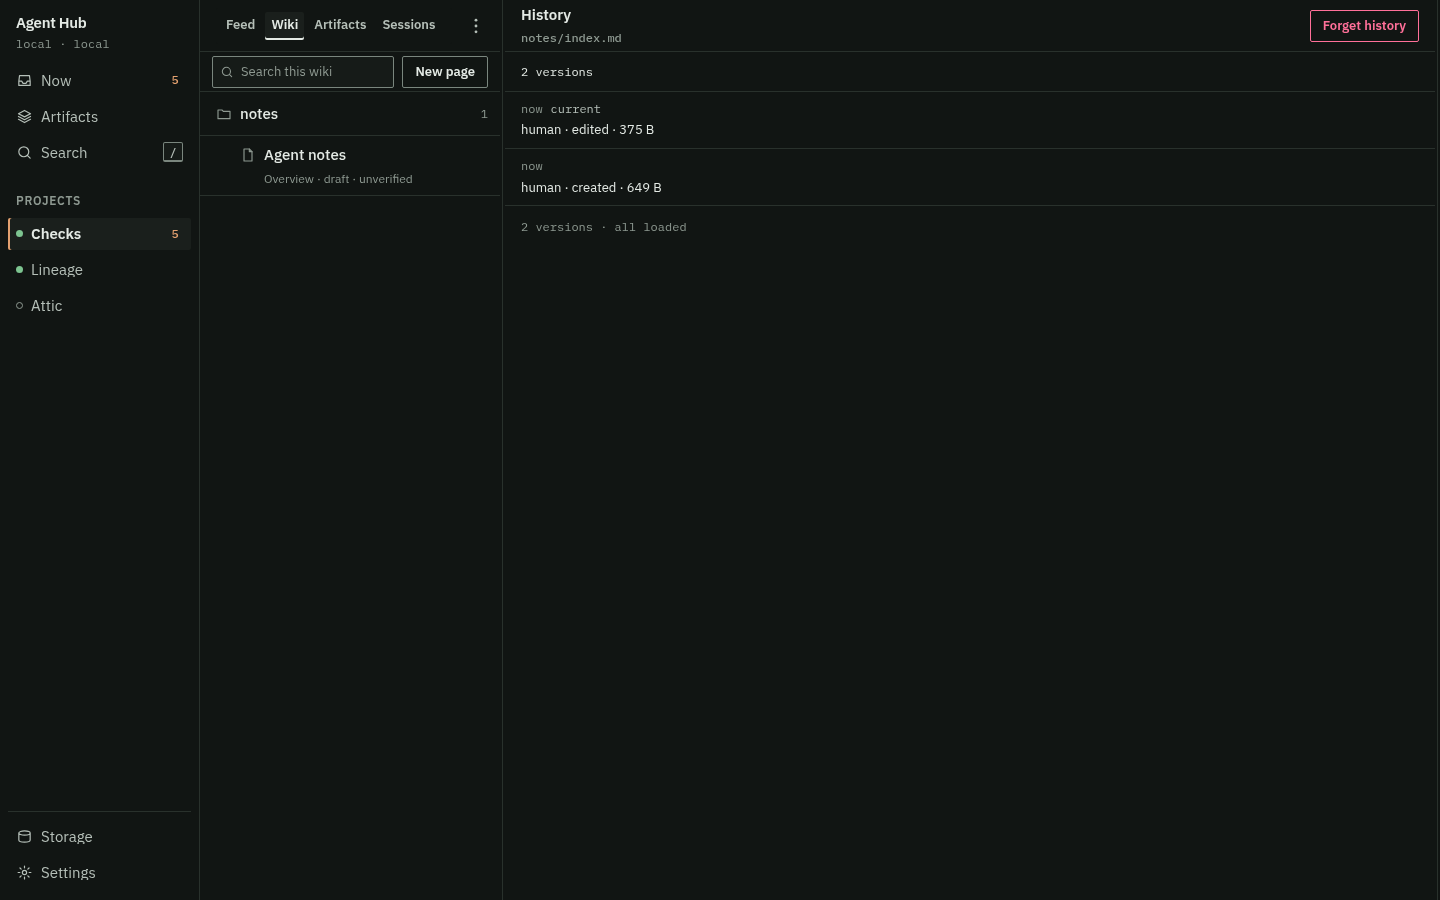 Agent Hub
local · local
Now 5
Artifacts
Search /
PROJECTS
Checks 5
Lineage
Attic
Storage
Settings
Feed Wiki Artifacts Sessions
Search this wiki New page
notes 1
Agent notes
Overview · draft · unverified
History
notes/index.md
Forget history
2 versions
now current
human · edited · 375 B
now
human · created · 649 B
2 versions · all loaded